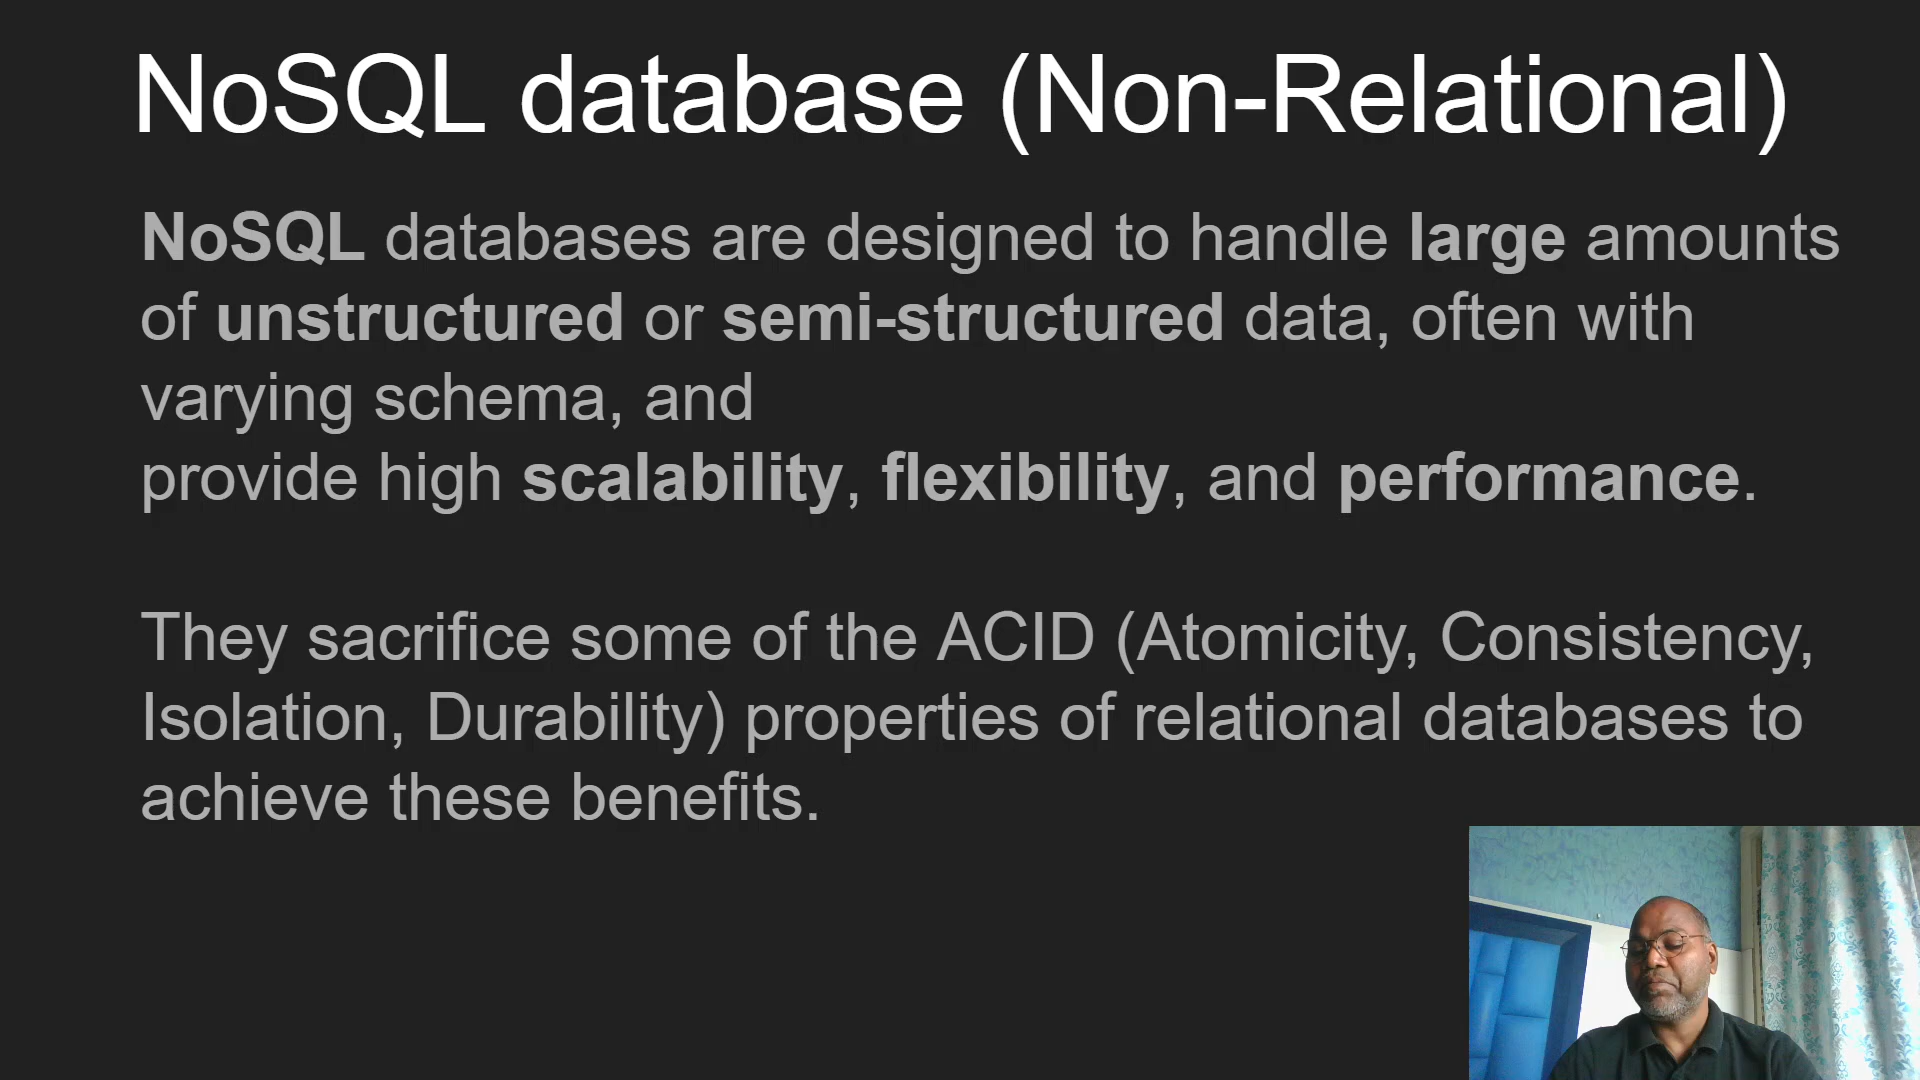 NoSQL database (Non-Relational)
NoSQL databases are designed to handle large amounts
of unstructured or semi-structured data, often with
varying schema, and
provide high scalability, flexibility, and performance.
They sacrifice some of the ACID (Atomicity, Consistency,
Isolation, Durability) properties of relational databases to
achieve these benefits.